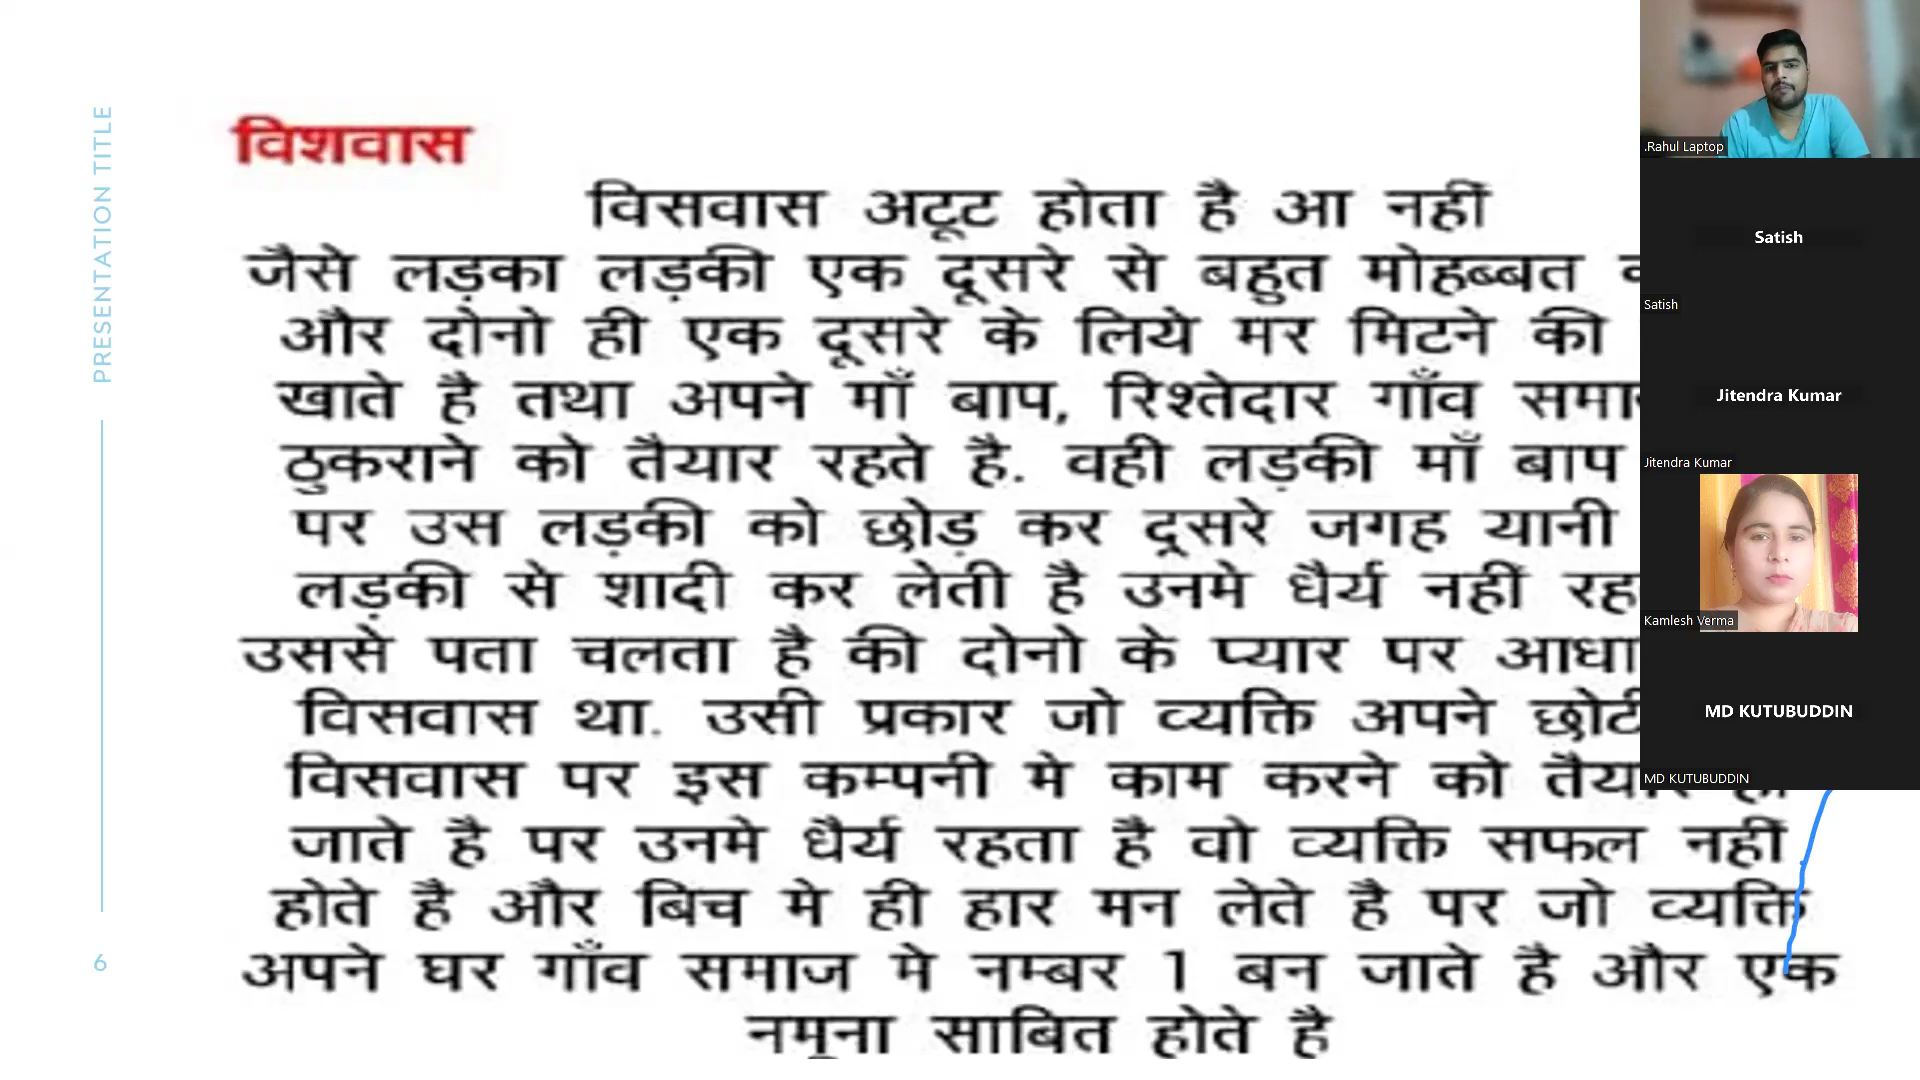 PRESENTATION TITLE
विशवास
विसवास अटूट होता है आ नहीं
जैसे लड़का लड़की एक दूसरे से बहुत मोहब्बत
और दोनो ही एक दूसरे के लिये मर मिटने की
खाते है तथा अपने माँ बाप, रिश्तेदार गाँव
ठुकराने को तैयार रहते है. वही लड़की माँ बाप
पर उस लड़की को छोड़ कर दूसरे जगह यानी
लड़की से शादी कर लेती है उनमे धैर्य नहीं
उससे पता चलता है की दोनो के प्यार पर
विसवास था. उसी प्रकार जो व्यक्ति अपने
विसवास पर इस कम्पनी मे काम करने को
जाते है पर उनमे धैर्य रहता है वो व्यक्ति सफल नहीं
होते है और बिच मे ही हार मन लेते है पर जो व्यक्ति
अपने घर गाँव समाज मे नम्बर 1 बन जाते है और एक
नमूना साबित होते है
6
.Rahul Laptop
Satish
Satish
Jitendra Kumar
Jitendra Kumar
Kamlesh Verma
MD KUTUBUDDIN
MD KUTUBUDDIN